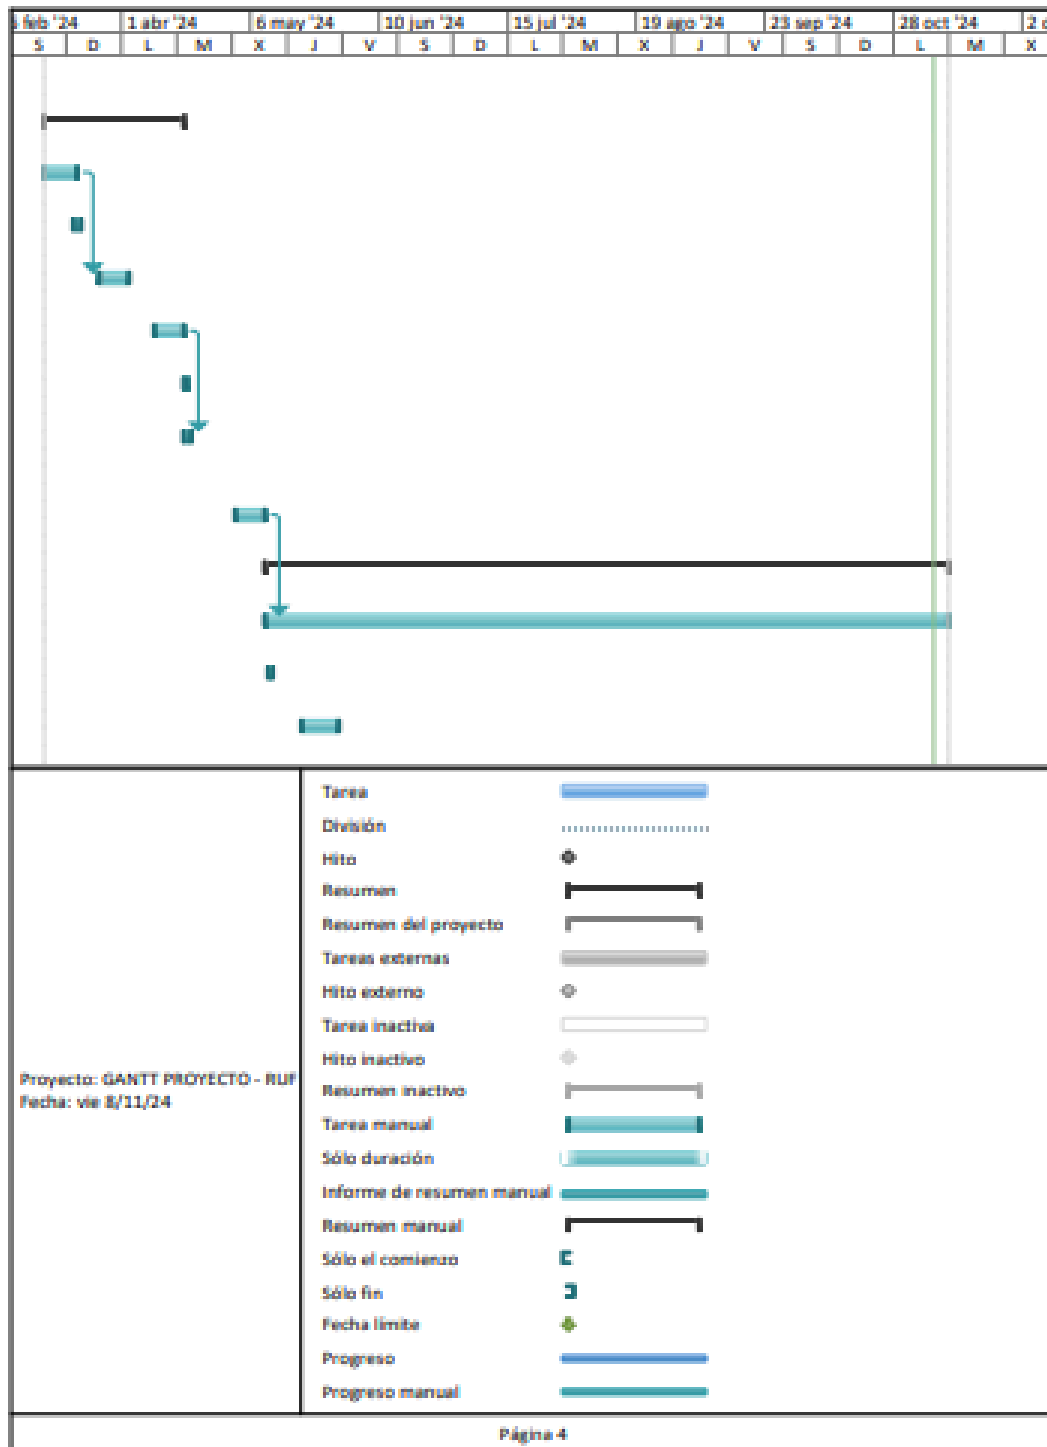 feb '24 1 abr '24 6 may '24 10 jun '24 15 jul '24 19 ago '24 23 sep '24 28 oct '24 2
S D L M X J V S D L M X J V S D L M X
Tarea
División
Hito
Resumen
Resumen del proyecto
Tareas externas
Hito externo
Tarea inactiva
Hito inactivo
Proyecto: GANTT PROYECTO - RUF
Fecha: vie 8/11/24
Resumen inactivo
Tarea manual
Sólo duración
Informe de resumen manual
Resumen manual
Sólo el comienzo
Sólo fin
Fecha límite
Progreso
Progreso manual
Página 4